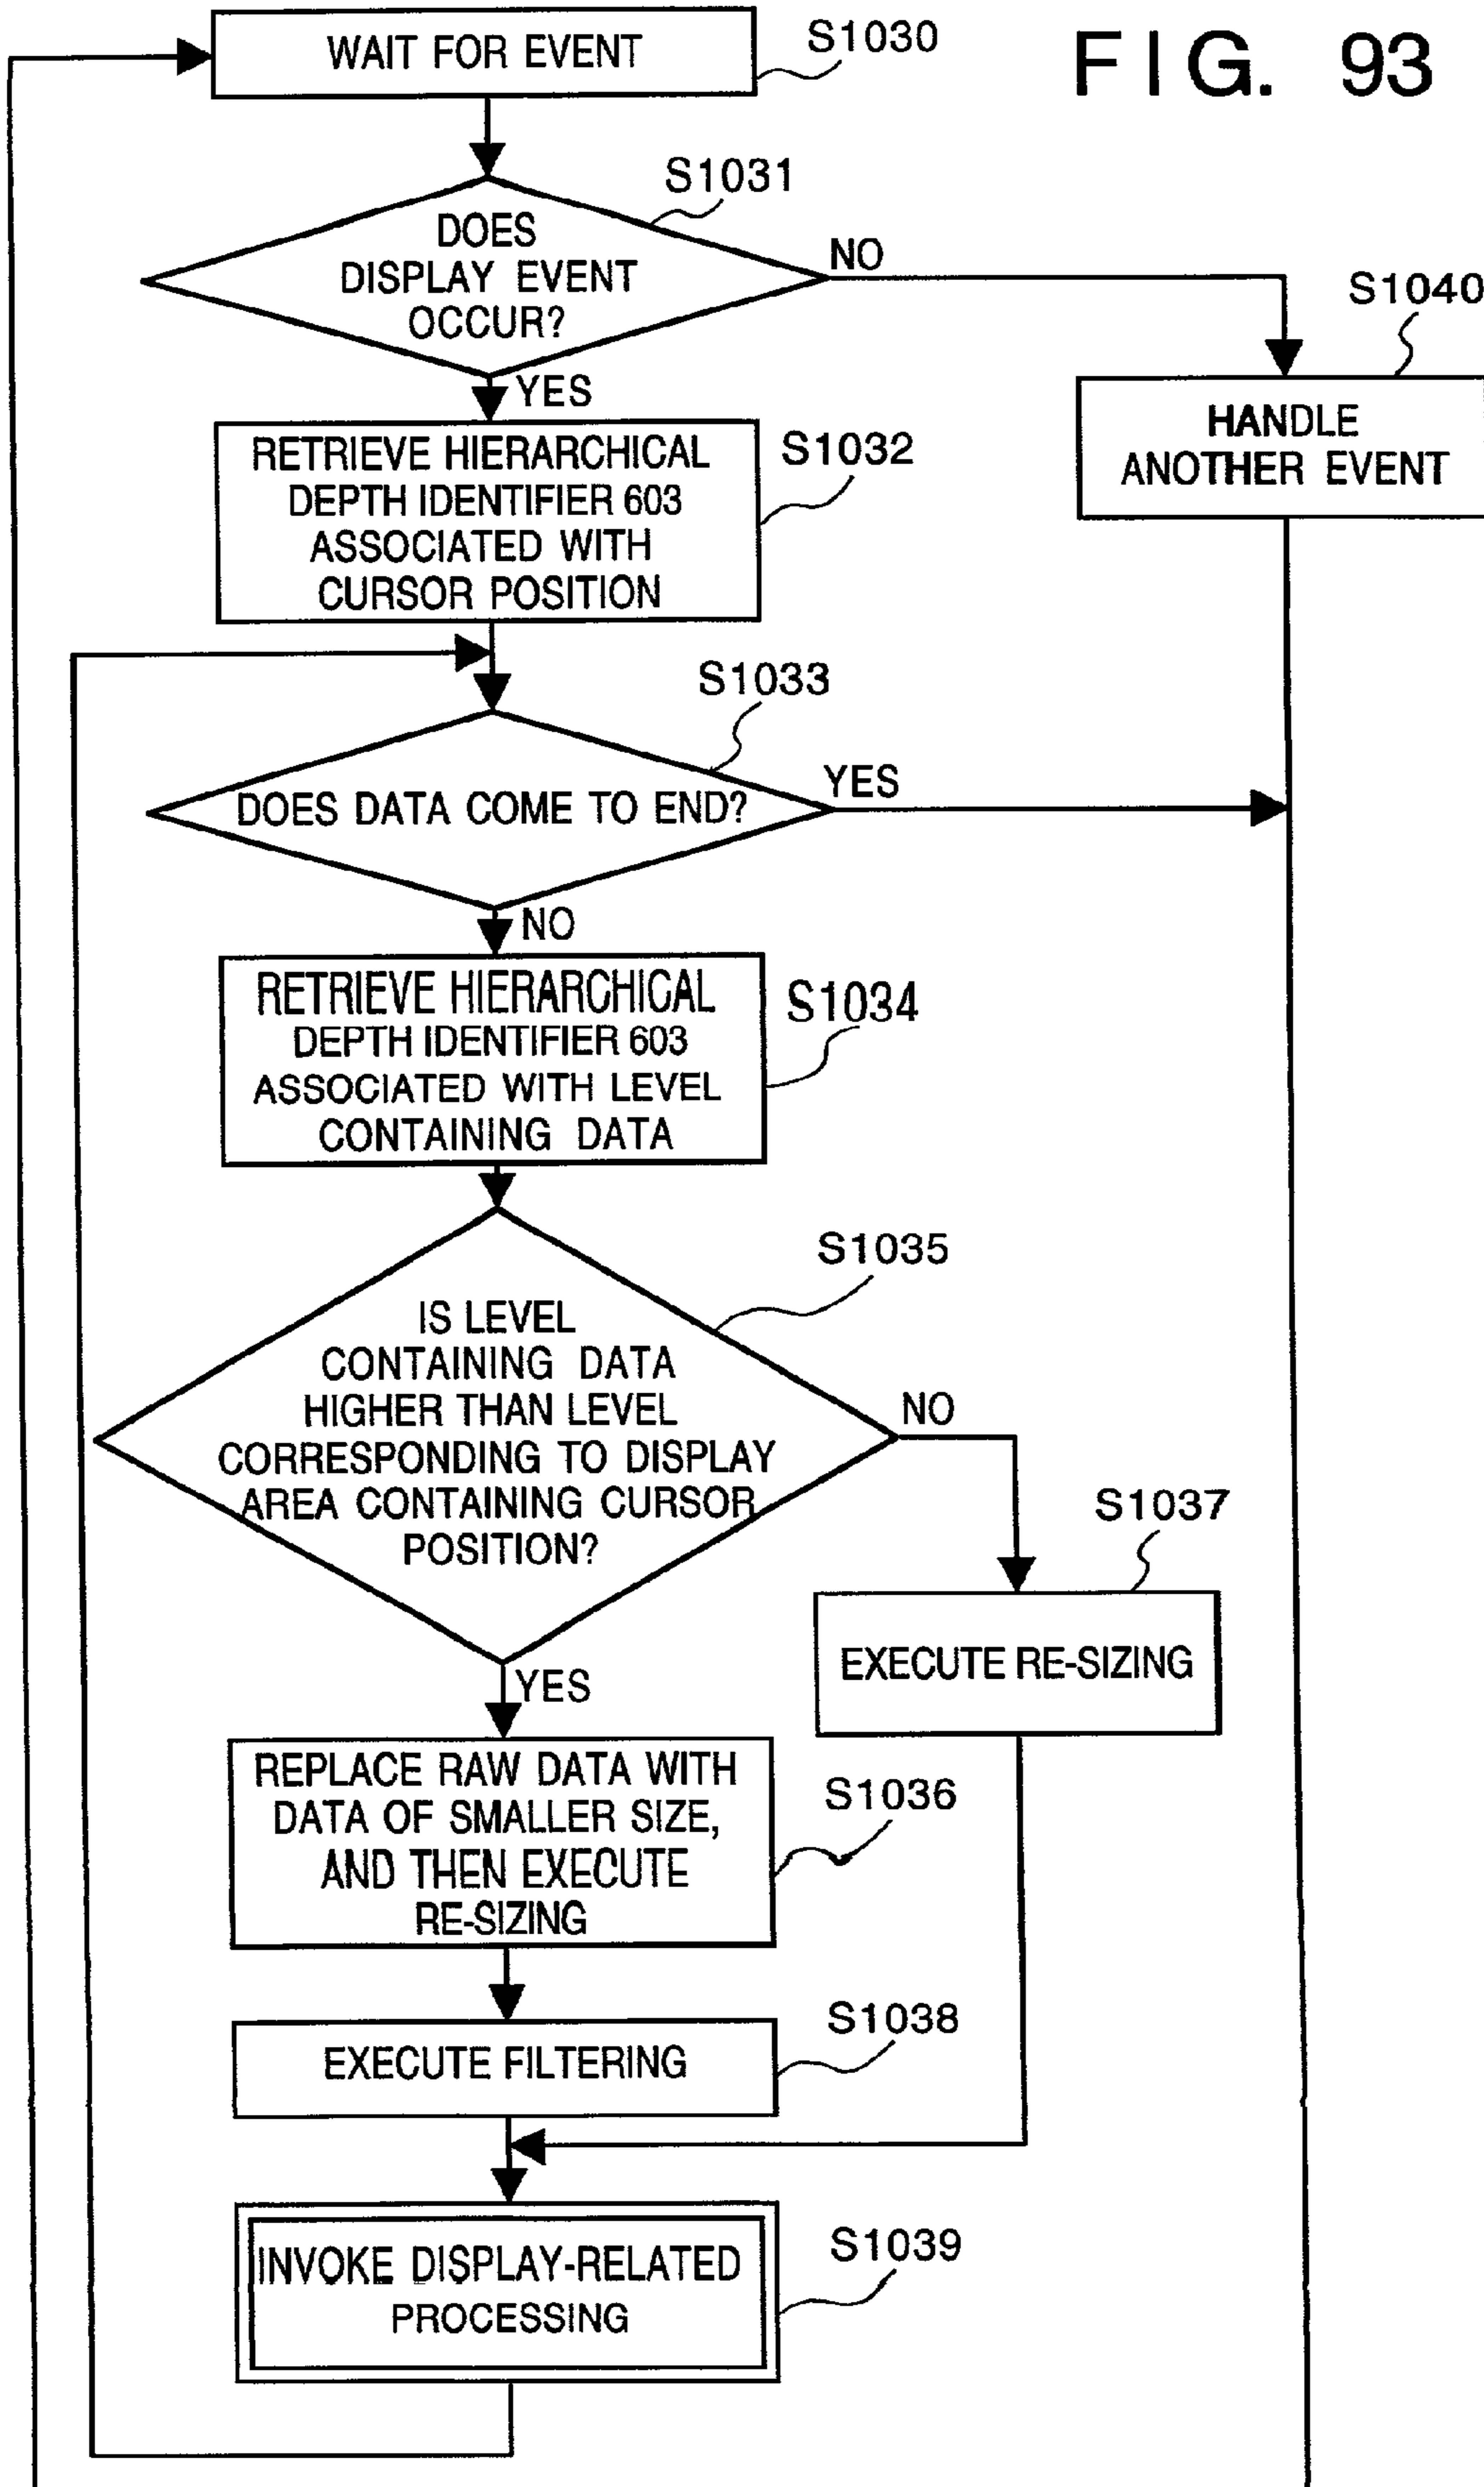 FIG. 93
WAIT FOR EVENT
S1030
DOES
DISPLAY EVENT
OCCUR?
S1031
NO
YES
S1040
HANDLE
ANOTHER EVENT
RETRIEVE HIERARCHICAL
DEPTH IDENTIFIER 603
ASSOCIATED WITH
CURSOR POSITION
S1032
S1033
DOES DATA COME TO END?
YES
NO
RETRIEVE HIERARCHICAL
DEPTH IDENTIFIER 603
ASSOCIATED WITH LEVEL
CONTAINING DATA
S1034
S1035
IS LEVEL
CONTAINING DATA
HIGHER THAN LEVEL
CORRESPONDING TO DISPLAY
AREA CONTAINING CURSOR
POSITION?
NO
YES
S1037
EXECUTE RE-SIZING
REPLACE RAW DATA WITH
DATA OF SMALLER SIZE,
AND THEN EXECUTE
RE-SIZING
S1036
EXECUTE FILTERING
S1038
INVOKE DISPLAY-RELATED
PROCESSING
S1039